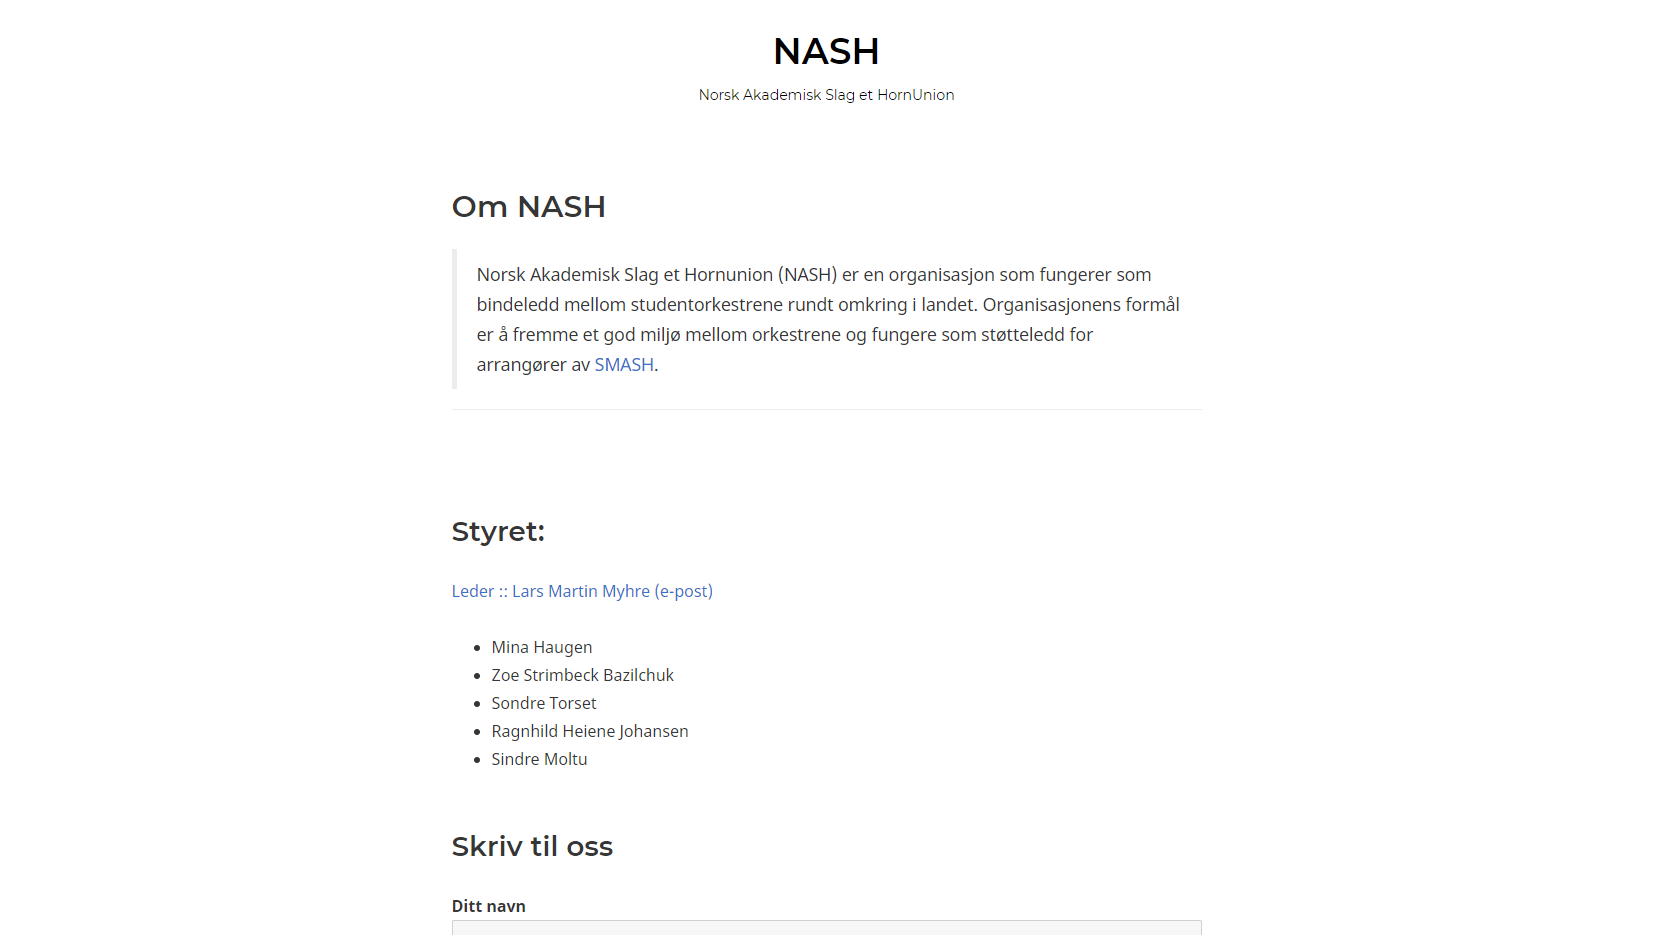 NASH
Norsk Akademisk Slag et HornUnion
Om NASH
Norsk Akademisk Slag et Hornunion (NASH) er en organisasjon som fungerer som
bindeledd mellom studentorkestrene rundt omkring i landet. Organisasjonens formål
er å fremme et god miljø mellom orkestrene og fungere som støtteledd for
arrangører av SMASH.
Styret:
Leder :: Lars Martin Myhre (e-post)
Mina Haugen
Zoe Strimbeck Bazilchuk
Sondre Torset
Ragnhild Heiene Johansen
Sindre Moltu
Skriv til oss
Ditt navn